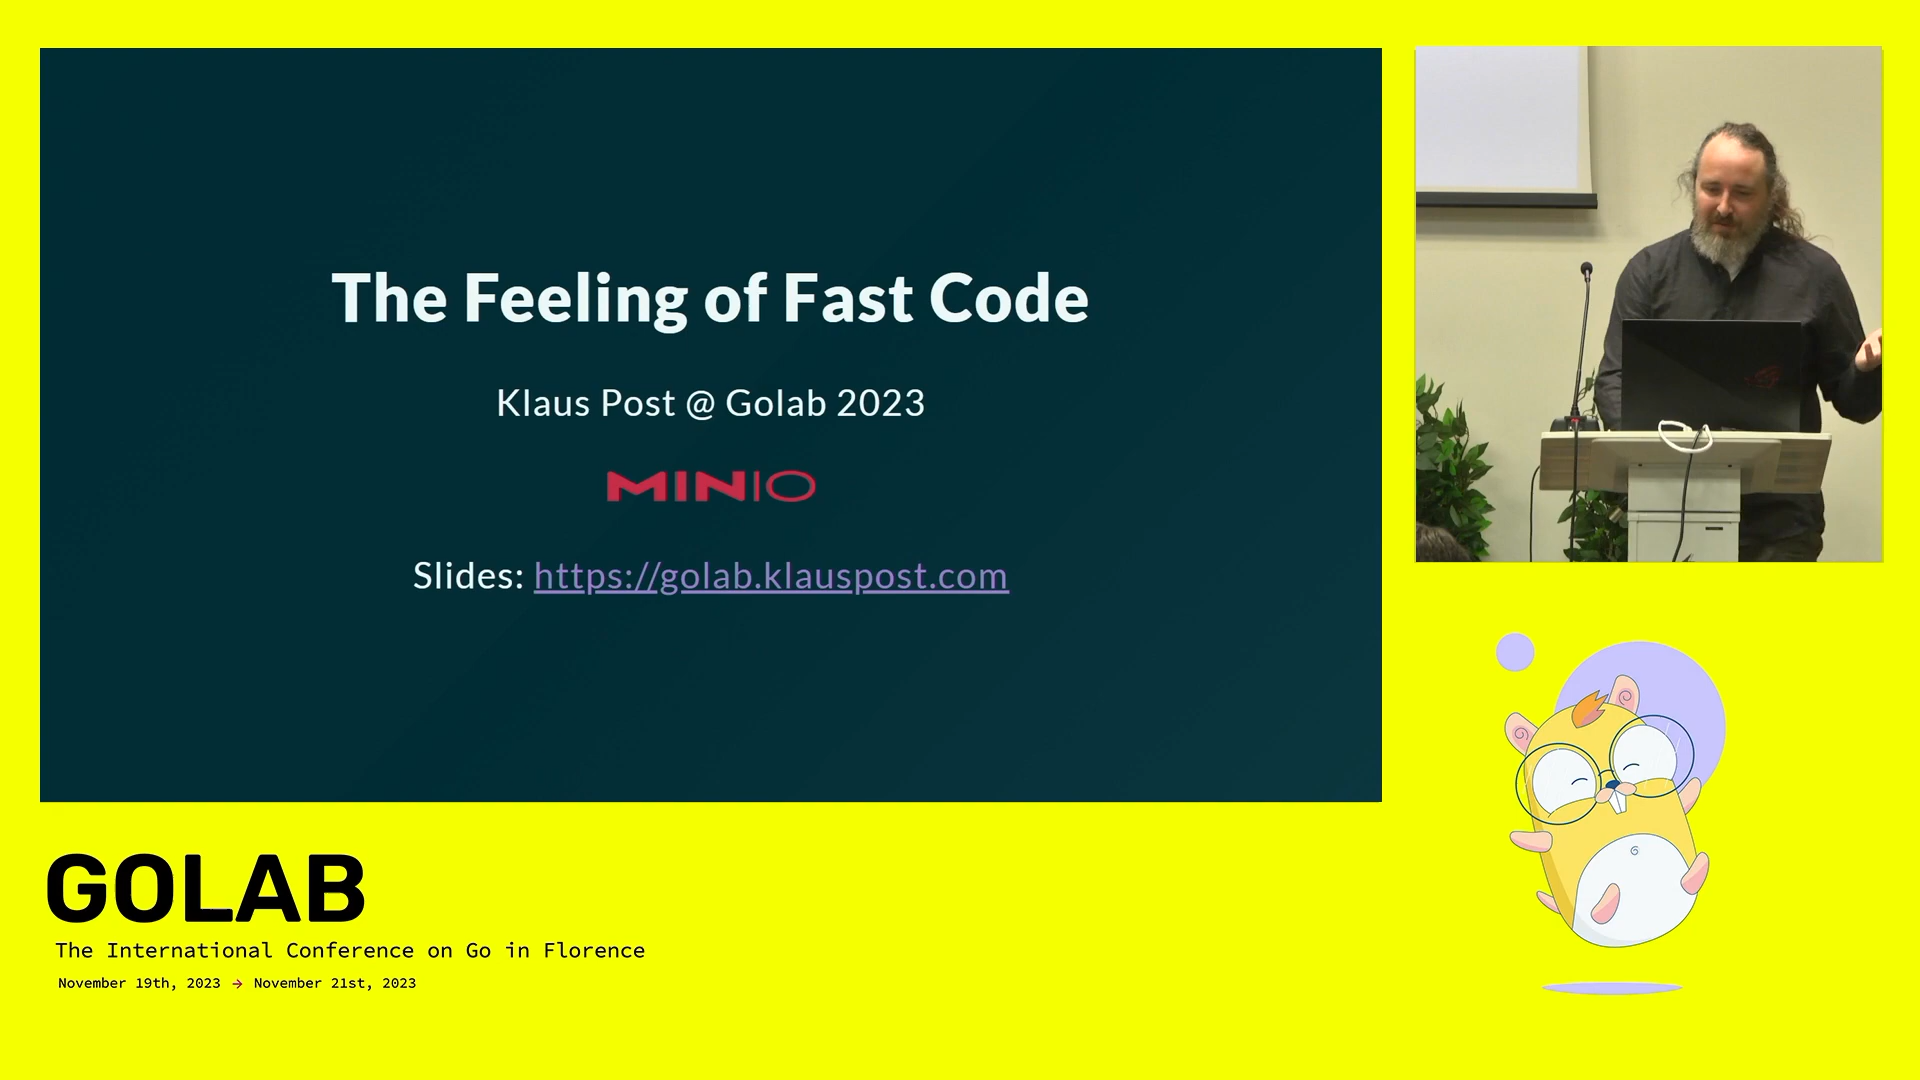 The Feeling of Fast Code
Klaus Post @ Golab 2023
MINIO
Slides: https://golab.klauspost.com
GOLAB
The International Conference on Go in Florence
November 19th, 2023 → November 21st, 2023